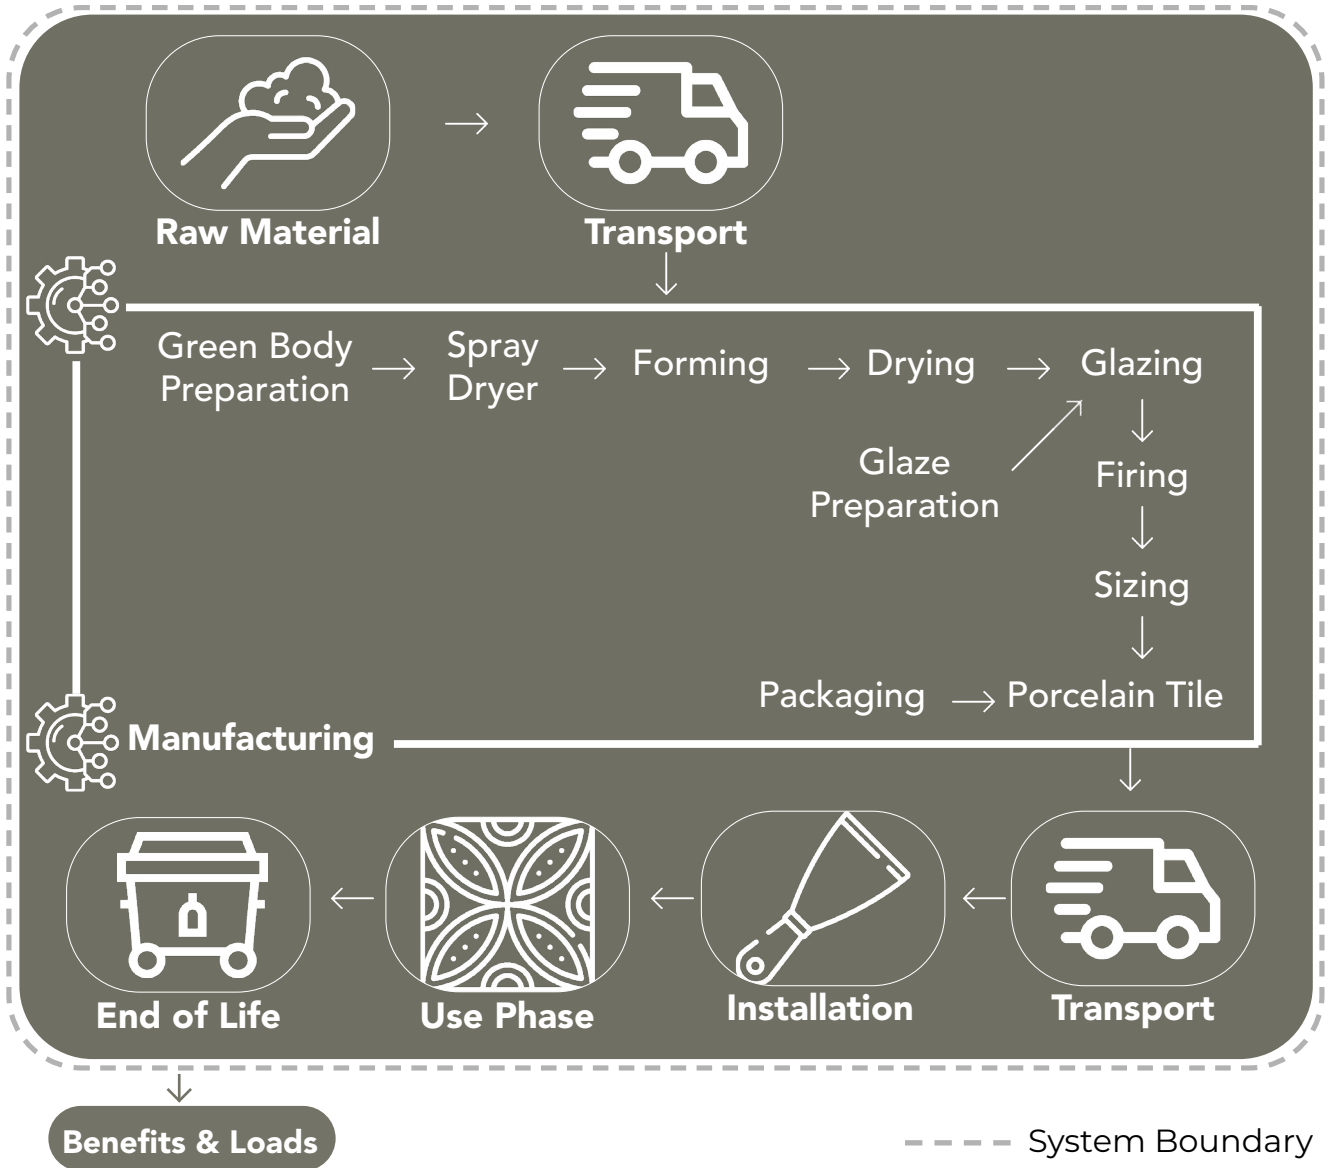 Raw Material
Transport
Green Body
Preparation
Spray
Dryer
Forming
Drying
Glazing
Glaze
Preparation
Firing
Sizing
Packaging
Porcelain Tile
Manufacturing
End of Life
Use Phase
Installation
Transport
Benefits & Loads
System Boundary